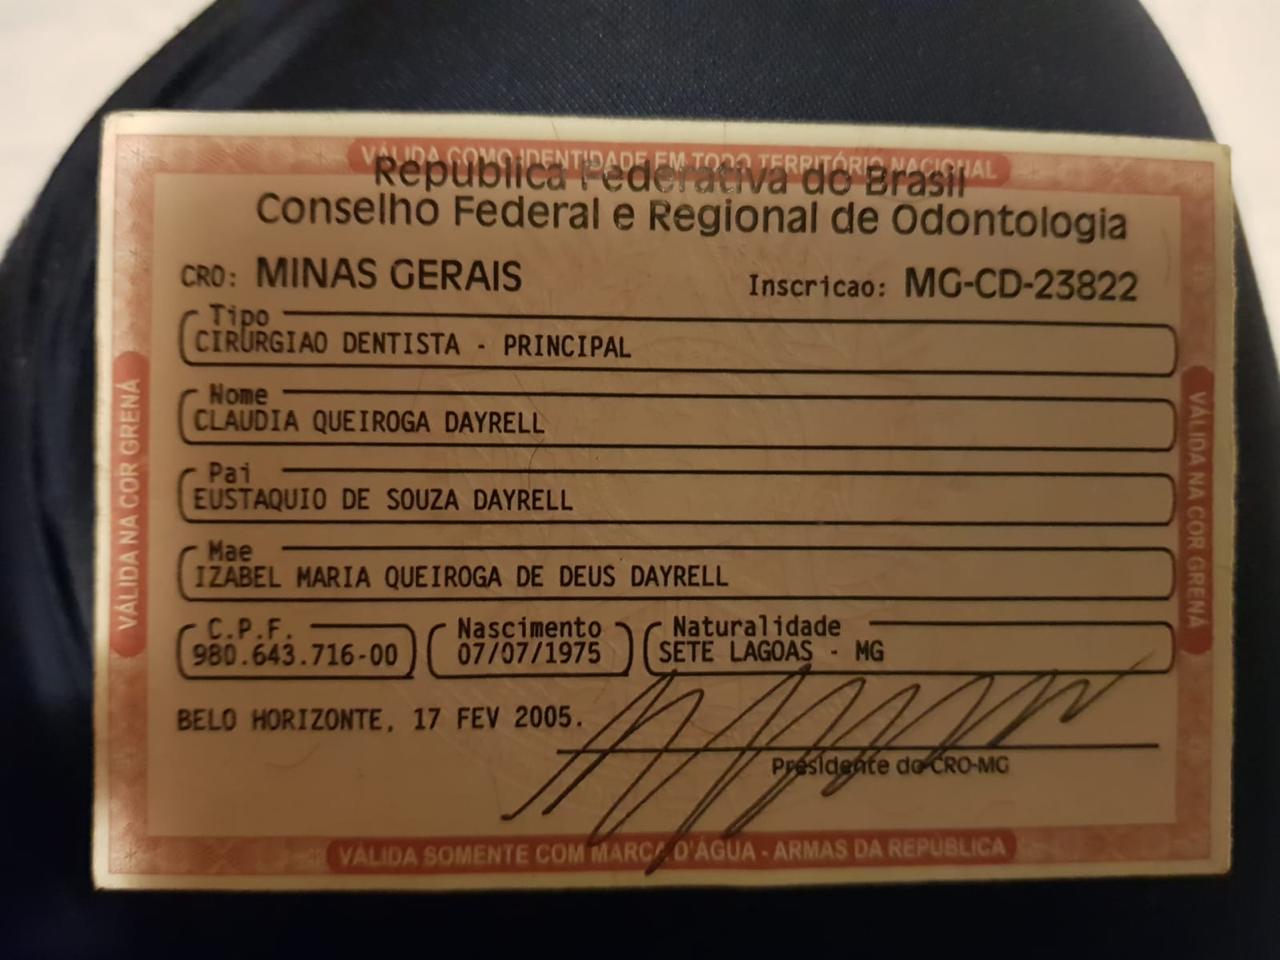 VÁLIDA COMO IDENTIDADE EM TODO TERRITÓRIO NACIONAL
Republica Federativa do Brasil
Conselho Federal e Regional de Odontologia
CRO: MINAS GERAIS Inscricao: MG-CD-23822
Tipo
CIRURGIAO DENTISTA - PRINCIPAL
Nome
CLAUDIA QUEIROGA DAYRELL
Pai
EUSTAQUIO DE SOUZA DAYRELL
Mae
IZABEL MARIA QUEIROGA DE DEUS DAYRELL
C.P.F. Nascimento Naturalidade
980.643.716-00 07/07/1975 SETE LAGOAS - MG
BELO HORIZONTE, 17 FEV 2005.
Presidente do CRO-MG
VÁLIDA SOMENTE COM MARCA D'ÁGUA - ARMAS DA REPÚBLICA
VÁLIDA NA COR GRENÁ
VÁLIDA NA COR GRENÁ